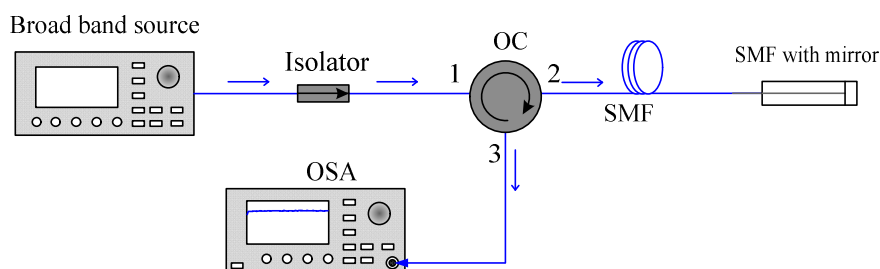 Broad band source
Isolator
OC
1
2
3
SMF
SMF with mirror
OSA